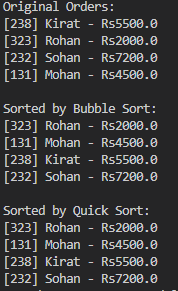 Original Orders:
[238] Kirat - Rs5500.0
[323] Rohan - Rs2000.0
[232] Sohan - Rs7200.0
[131] Mohan - Rs4500.0
Sorted by Bubble Sort:
[323] Rohan - Rs2000.0
[131] Mohan - Rs4500.0
[238] Kirat - Rs5500.0
[232] Sohan - Rs7200.0
Sorted by Quick Sort:
[323] Rohan - Rs2000.0
[131] Mohan - Rs4500.0
[238] Kirat - Rs5500.0
[232] Sohan - Rs7200.0